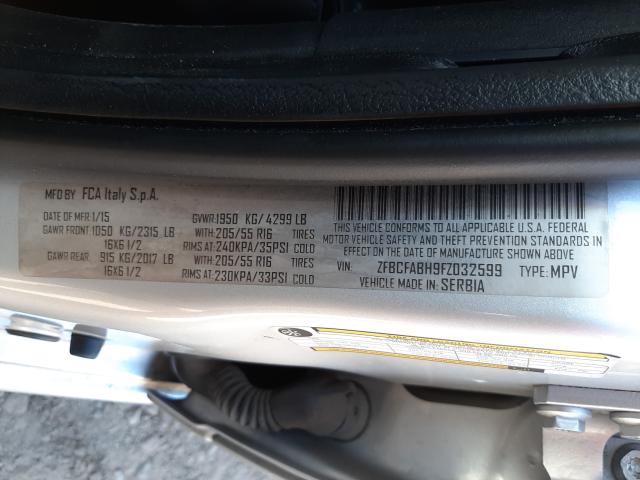 MFD BY FCA Italy S.p.A.
DATE OF MFR 1/15 GVWR 1950 KG/ 4299 LB
GAWR FRONT 1050 KG/2315 LB WITH 205/55 R16 TIRES
16X6 1/2 RIMS AT 240KPA/35PSI COLD
GAWR REAR 915 KG/2017 LB WITH 205/55 R16 TIRES
16X6 1/2 RIMS AT 230KPA/33PSI COLD
THIS VEHICLE CONFORMS TO ALL APPLICABLE U.S.A. FEDERAL
MOTOR VEHICLE SAFETY AND THEFT PREVENTION STANDARDS
IN EFFECT ON THE DATE OF MANUFACTURE SHOWN ABOVE
VIN: ZFBCFABH9FZ032599 TYPE: MPV
VEHICLE MADE IN: SERBIA